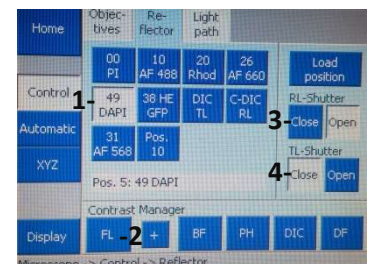 Home
Control
Automatic
XYZ
Display
Objec-
tives
Re-
flector
Light
path
00
PI
10
AF 488
20
Rhod
26
AF 660
1-
49
DAPI
38 HE
GFP
DIC
TL
C-DIC
RL
31
AF 568
Pos.
10
Pos. 5: 49 DAPI
Load
position
RL-Shutter
3-
Close
Open
TL-Shutter
4-
Close
Open
Contrast Manager
FL
-2
+
BF
PH
DIC
DF
Microscope -> Control -> Reflector